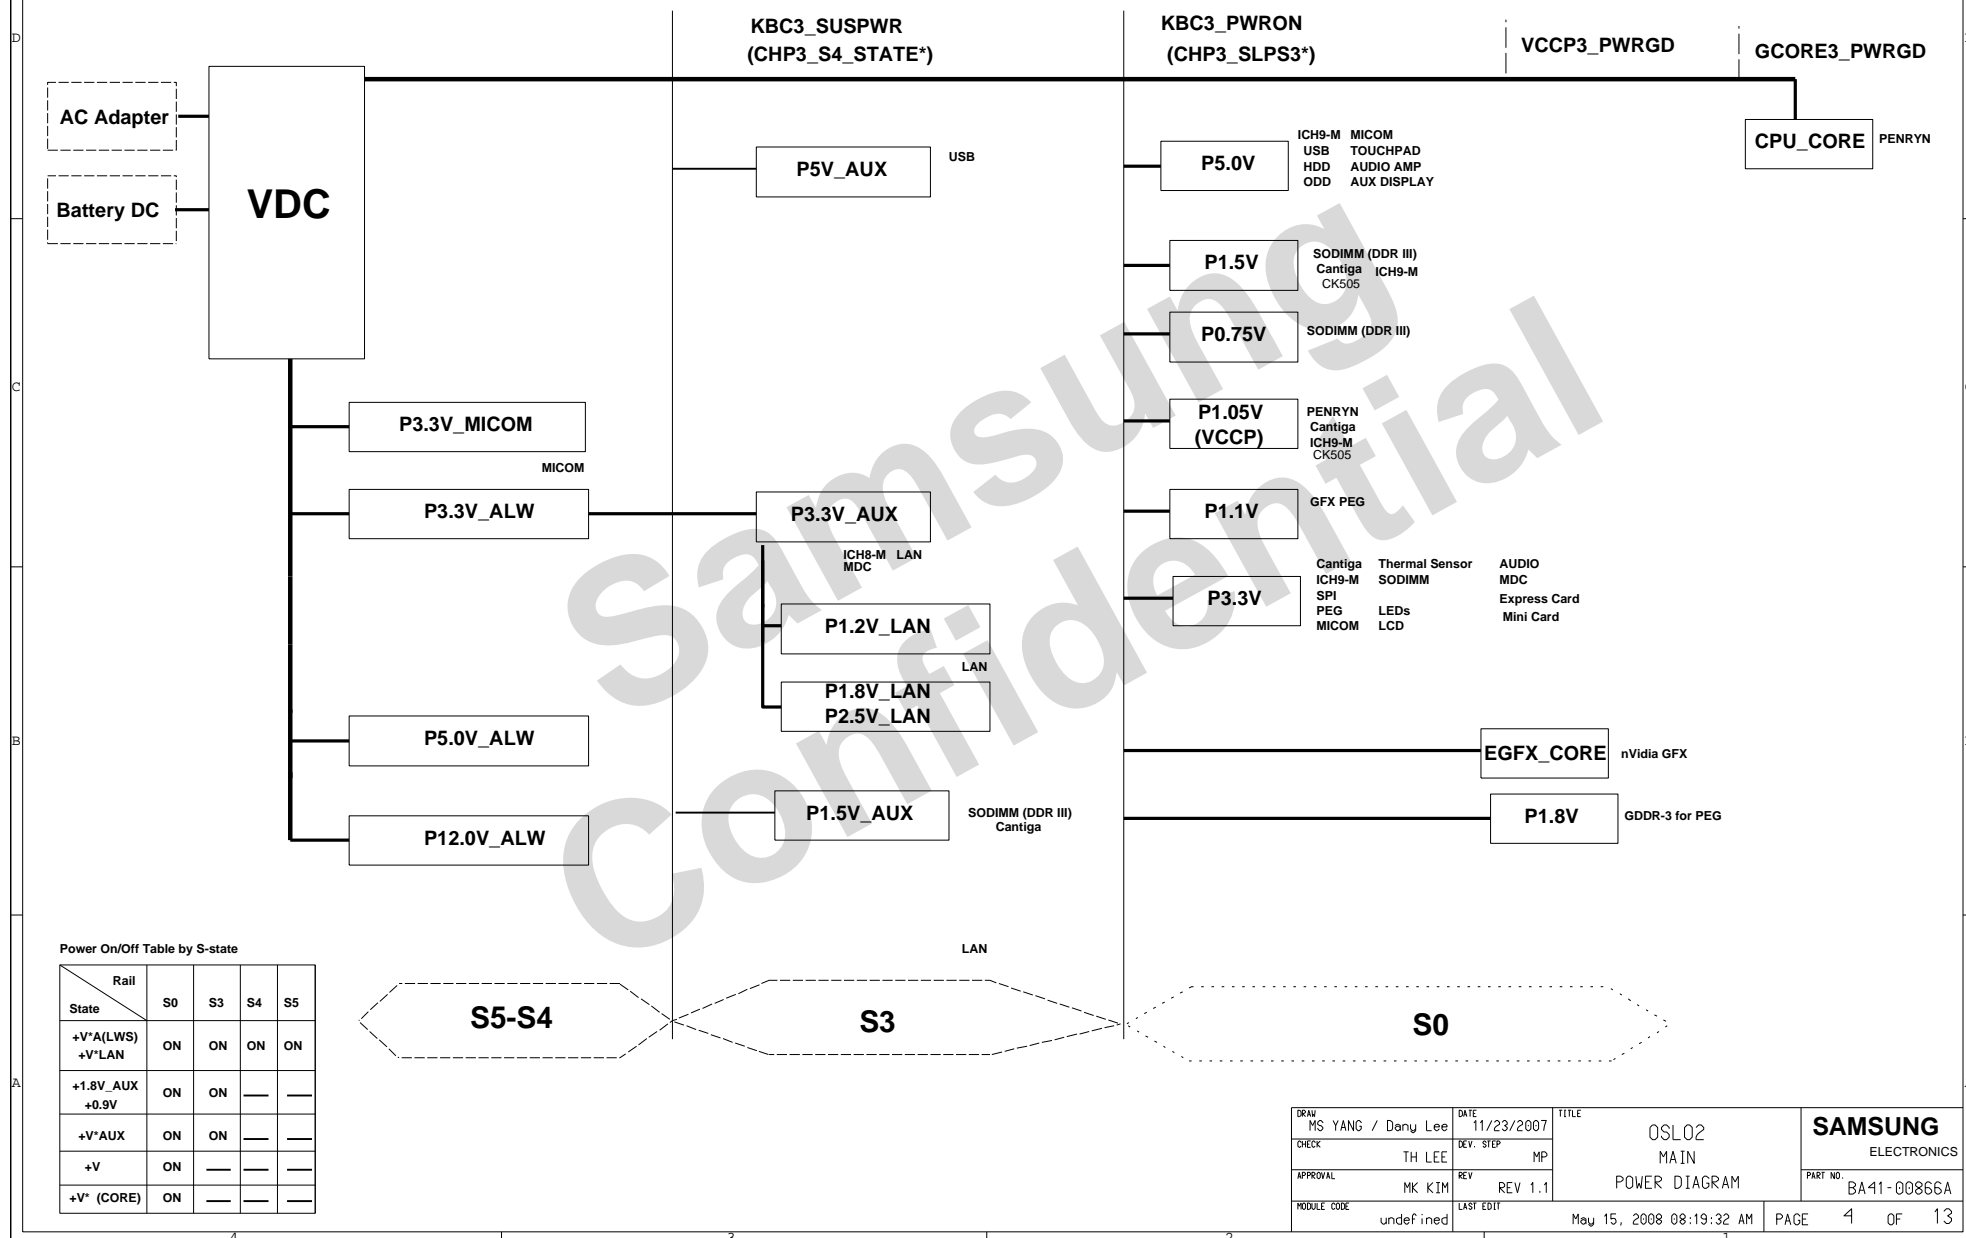 KBC3_SUSPWR
(CHP3_S4_STATE*)
KBC3_PWRON
(CHP3_SLPS3*)
VCCP3_PWRGD
GCORE3_PWRGD
D
AC Adapter
Battery DC
VDC
P5V_AUX
USB
P5.0V
ICH9-M MICOM
USB TOUCHPAD
HDD AUDIO AMP
ODD AUX DISPLAY
CPU_CORE
PENRYN
P1.5V
SODIMM (DDR III)
Cantiga ICH9-M
CK505
P0.75V
SODIMM (DDR III)
C
P3.3V_MICOM
MICOM
P1.05V
(VCCP)
PENRYN
Cantiga
ICH9-M
CK505
P3.3V_ALW
P3.3V_AUX
ICH8-M LAN
MDC
P1.1V
GFX PEG
P3.3V
Cantiga Thermal Sensor AUDIO
ICH9-M SODIMM MDC
SPI Express Card
PEG LEDs Mini Card
MICOM LCD
P1.2V_LAN
LAN
P1.8V_LAN
P2.5V_LAN
B
P5.0V_ALW
EGFX_CORE
nVidia GFX
P12.0V_ALW
P1.5V_AUX
SODIMM (DDR III)
Cantiga
P1.8V
GDDR-3 for PEG
Samsung
Confidential
LAN
S5-S4
S3
S0
Power On/Off Table by S-state
Rail
State S0 S3 S4 S5
+V*A(LWS)
+V*LAN ON ON ON ON
+1.8V_AUX
+0.9V ON ON
+V*AUX ON ON
+V ON
+V* (CORE) ON
A
DRAW
MS YANG / Dany Lee
DATE
11/23/2007
TITLE
OSLO2
MAIN
POWER DIAGRAM
SAMSUNG
ELECTRONICS
CHECK
TH LEE
DEV. STEP
MP
APPROVAL
MK KIM
REV
REV 1.1
PART NO.
BA41-00866A
MODULE CODE
undefined
LAST EDIT
May 15, 2008 08:19:32 AM
PAGE 4 OF 13